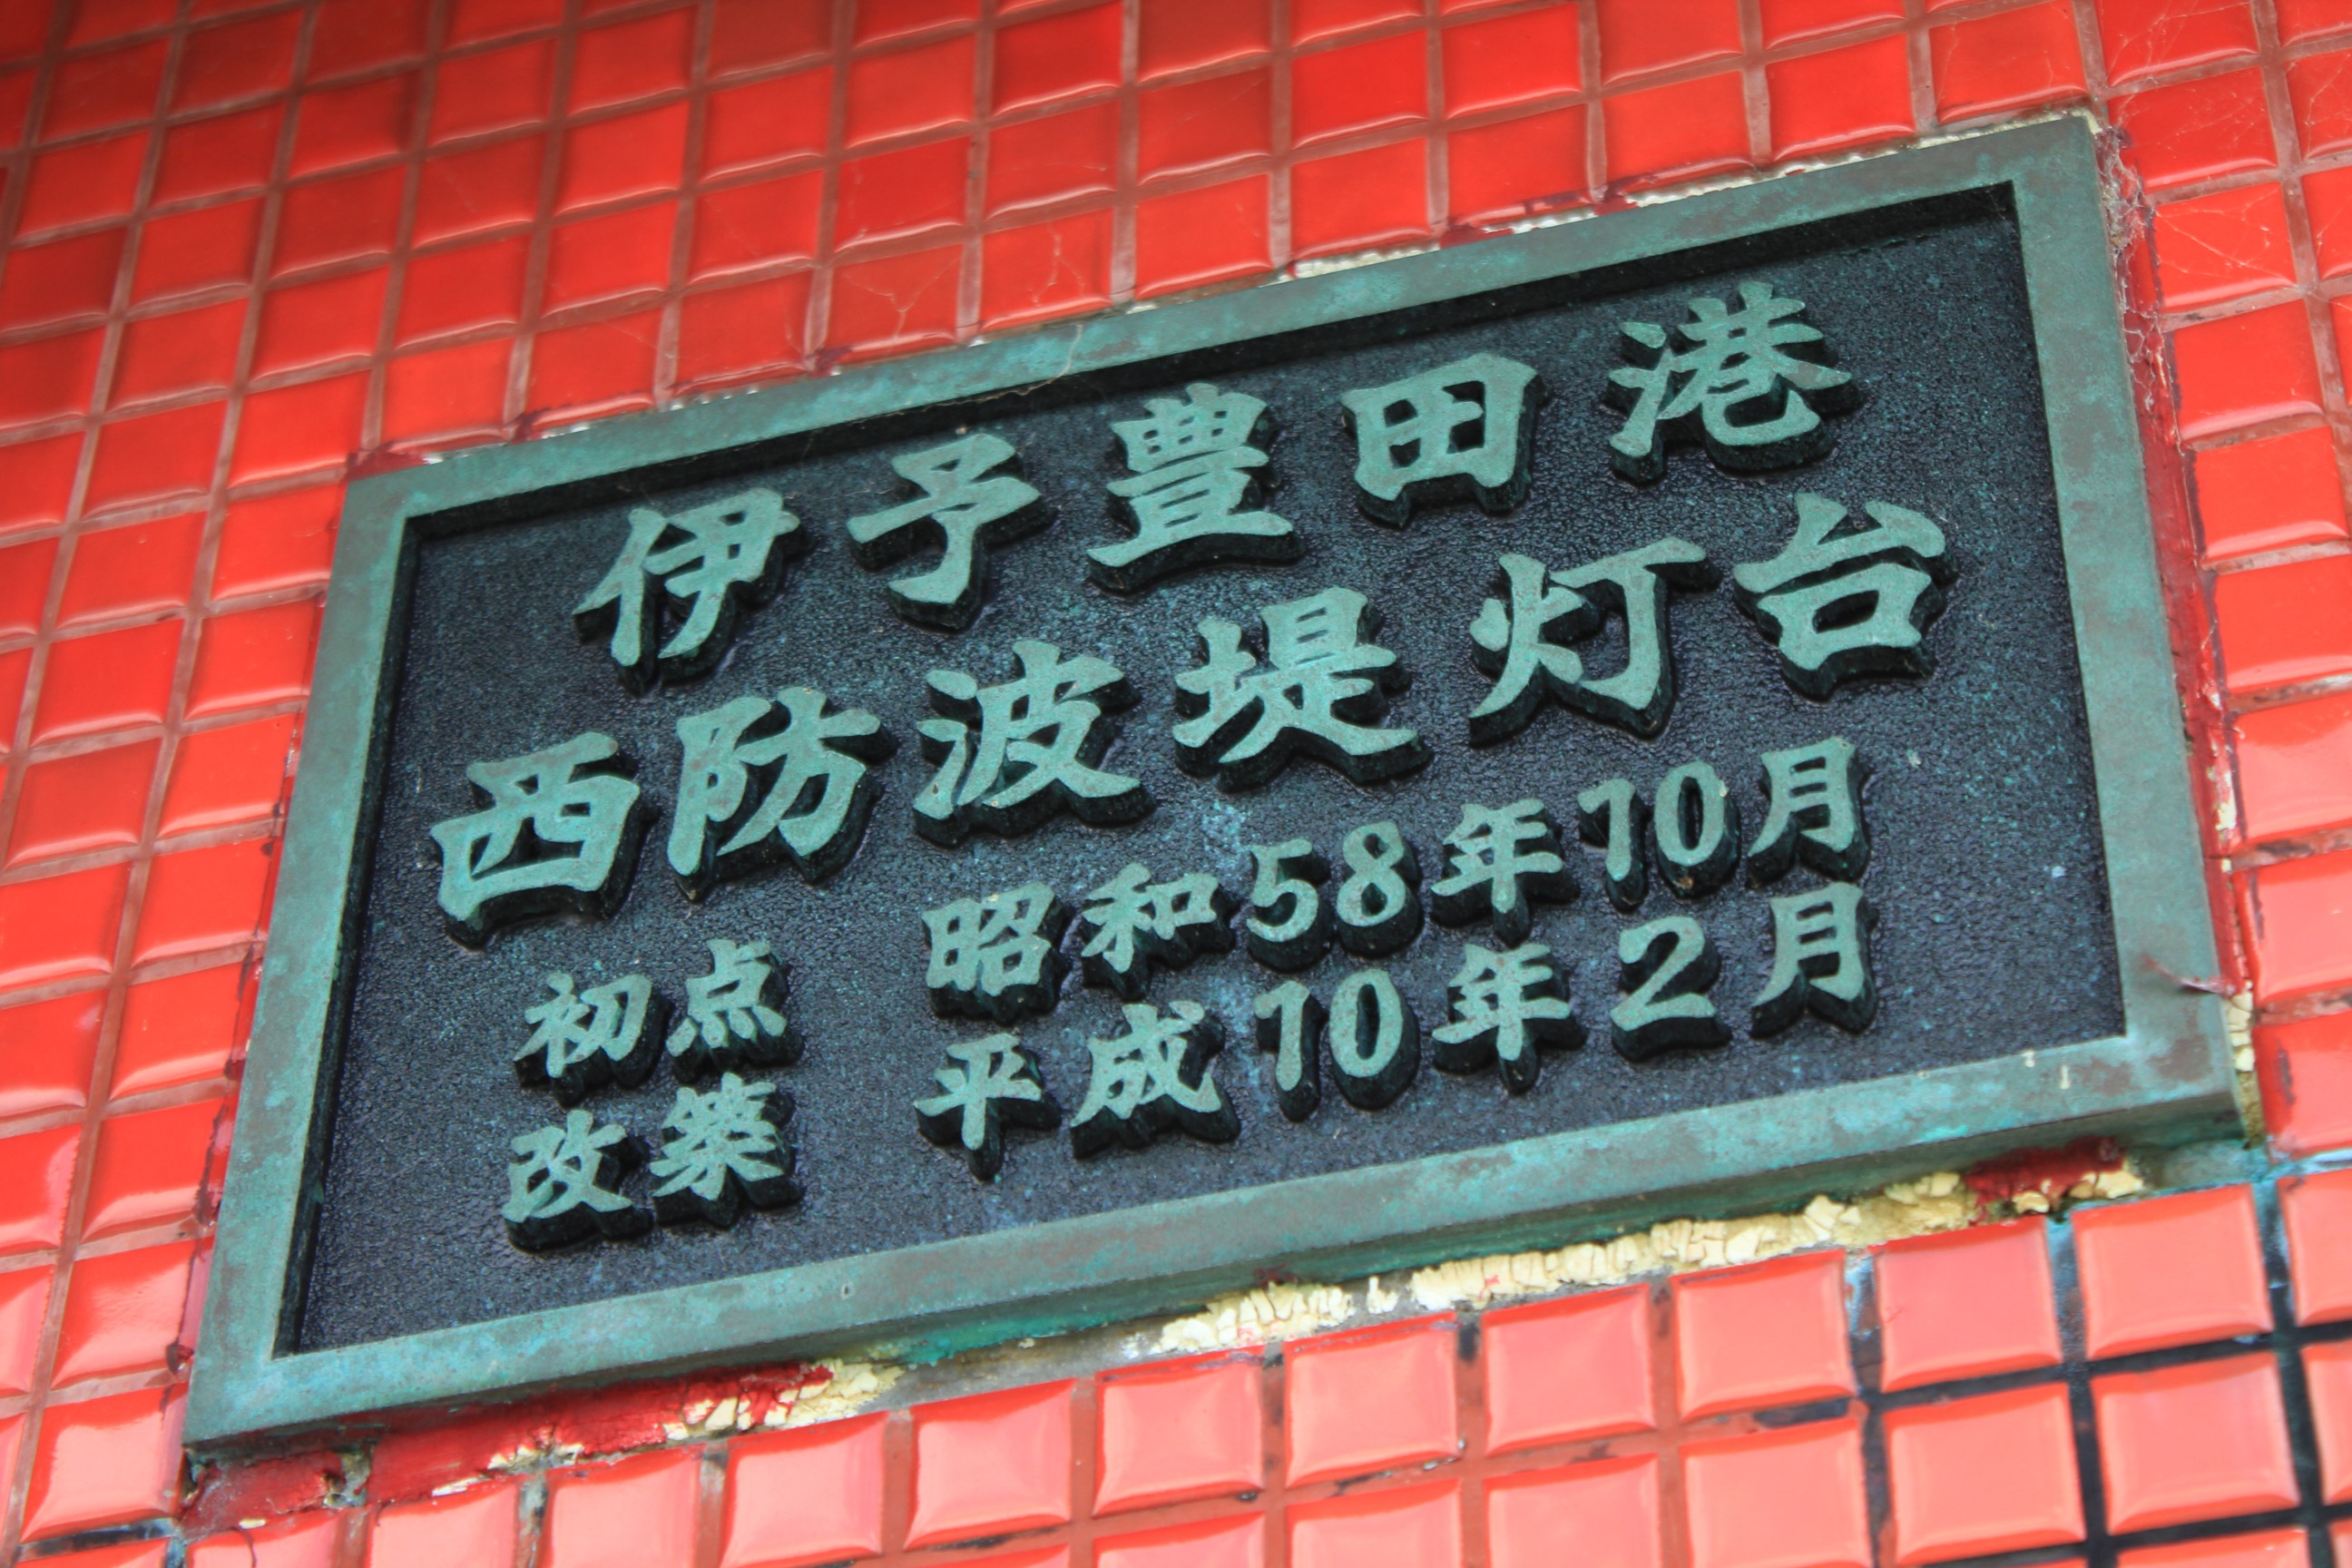 伊予豊田港
西防波堤灯台
初点 昭和58年10月
改築 平成10年2月